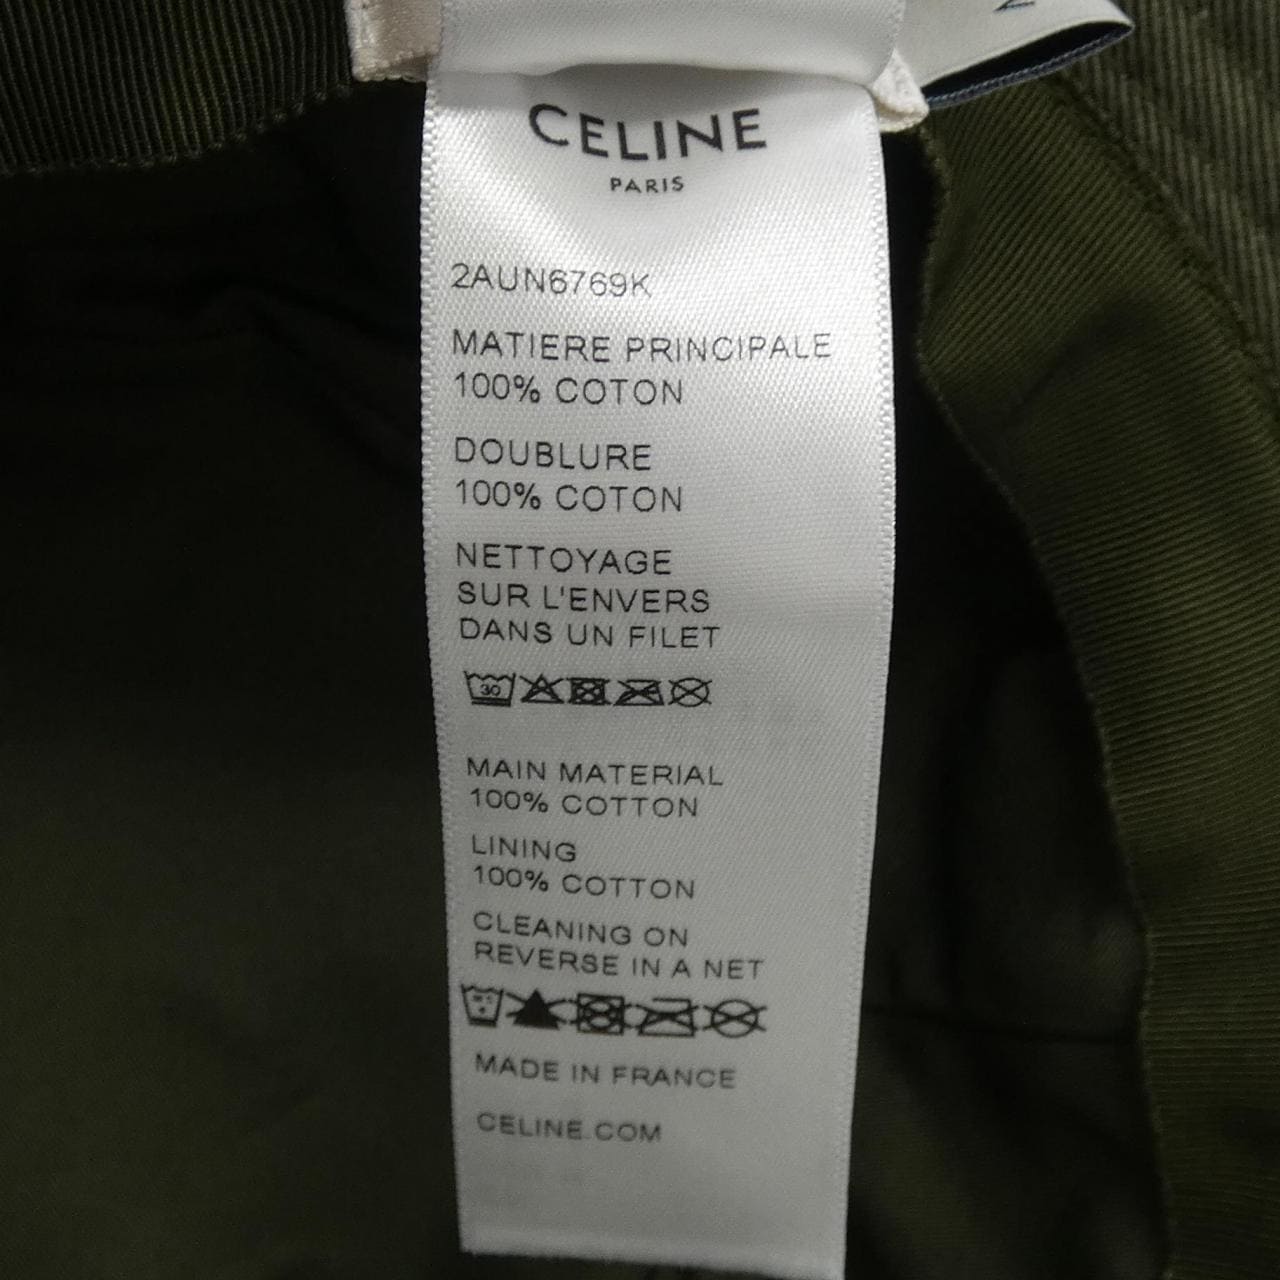 CELINE
PARIS
2AUN6769K
MATIERE PRINCIPALE
100% COTON
DOUBLURE
100% COTON
NETTOYAGE
SUR L'ENVERS
DANS UN FILET
30
MAIN MATERIAL
100% COTTON
LINING
100% COTTON
CLEANING ON
REVERSE IN A NET
MADE IN FRANCE
CELINE.COM